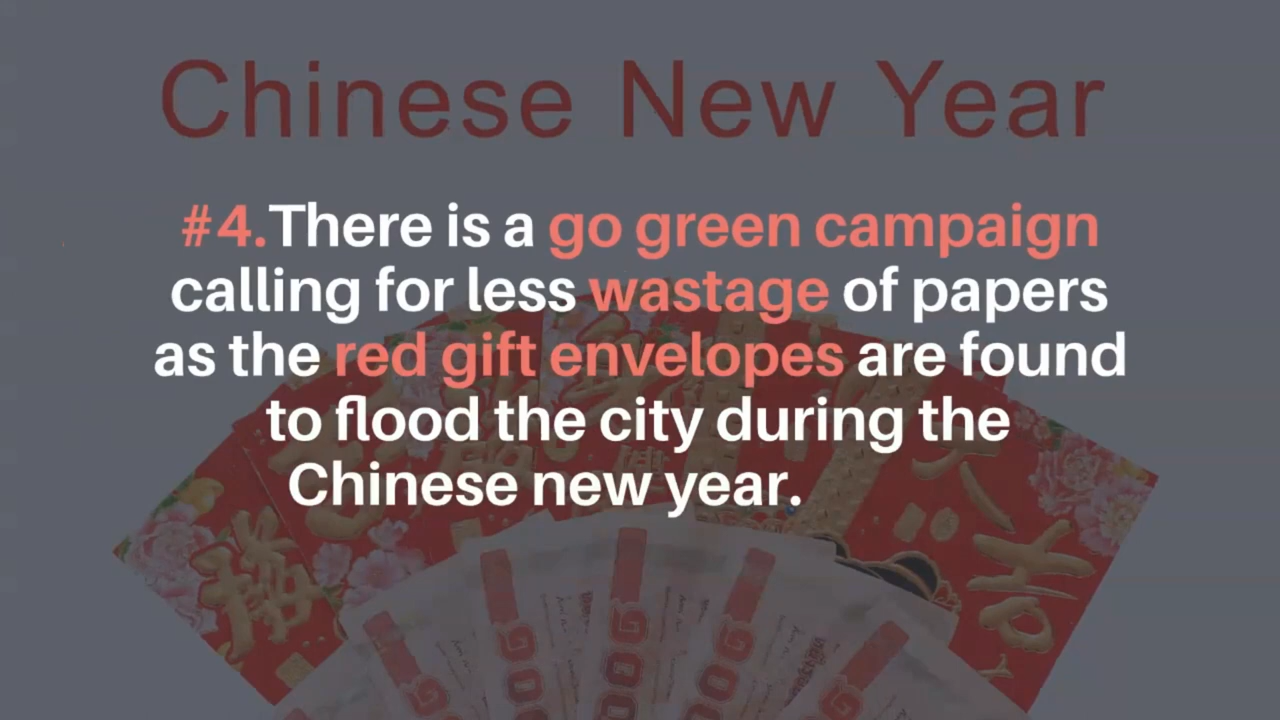 Chinese New Year
#4.There is a go green campaign
calling for less wastage of papers
as the red gift envelopes are found
to flood the city during the
Chinese new year.